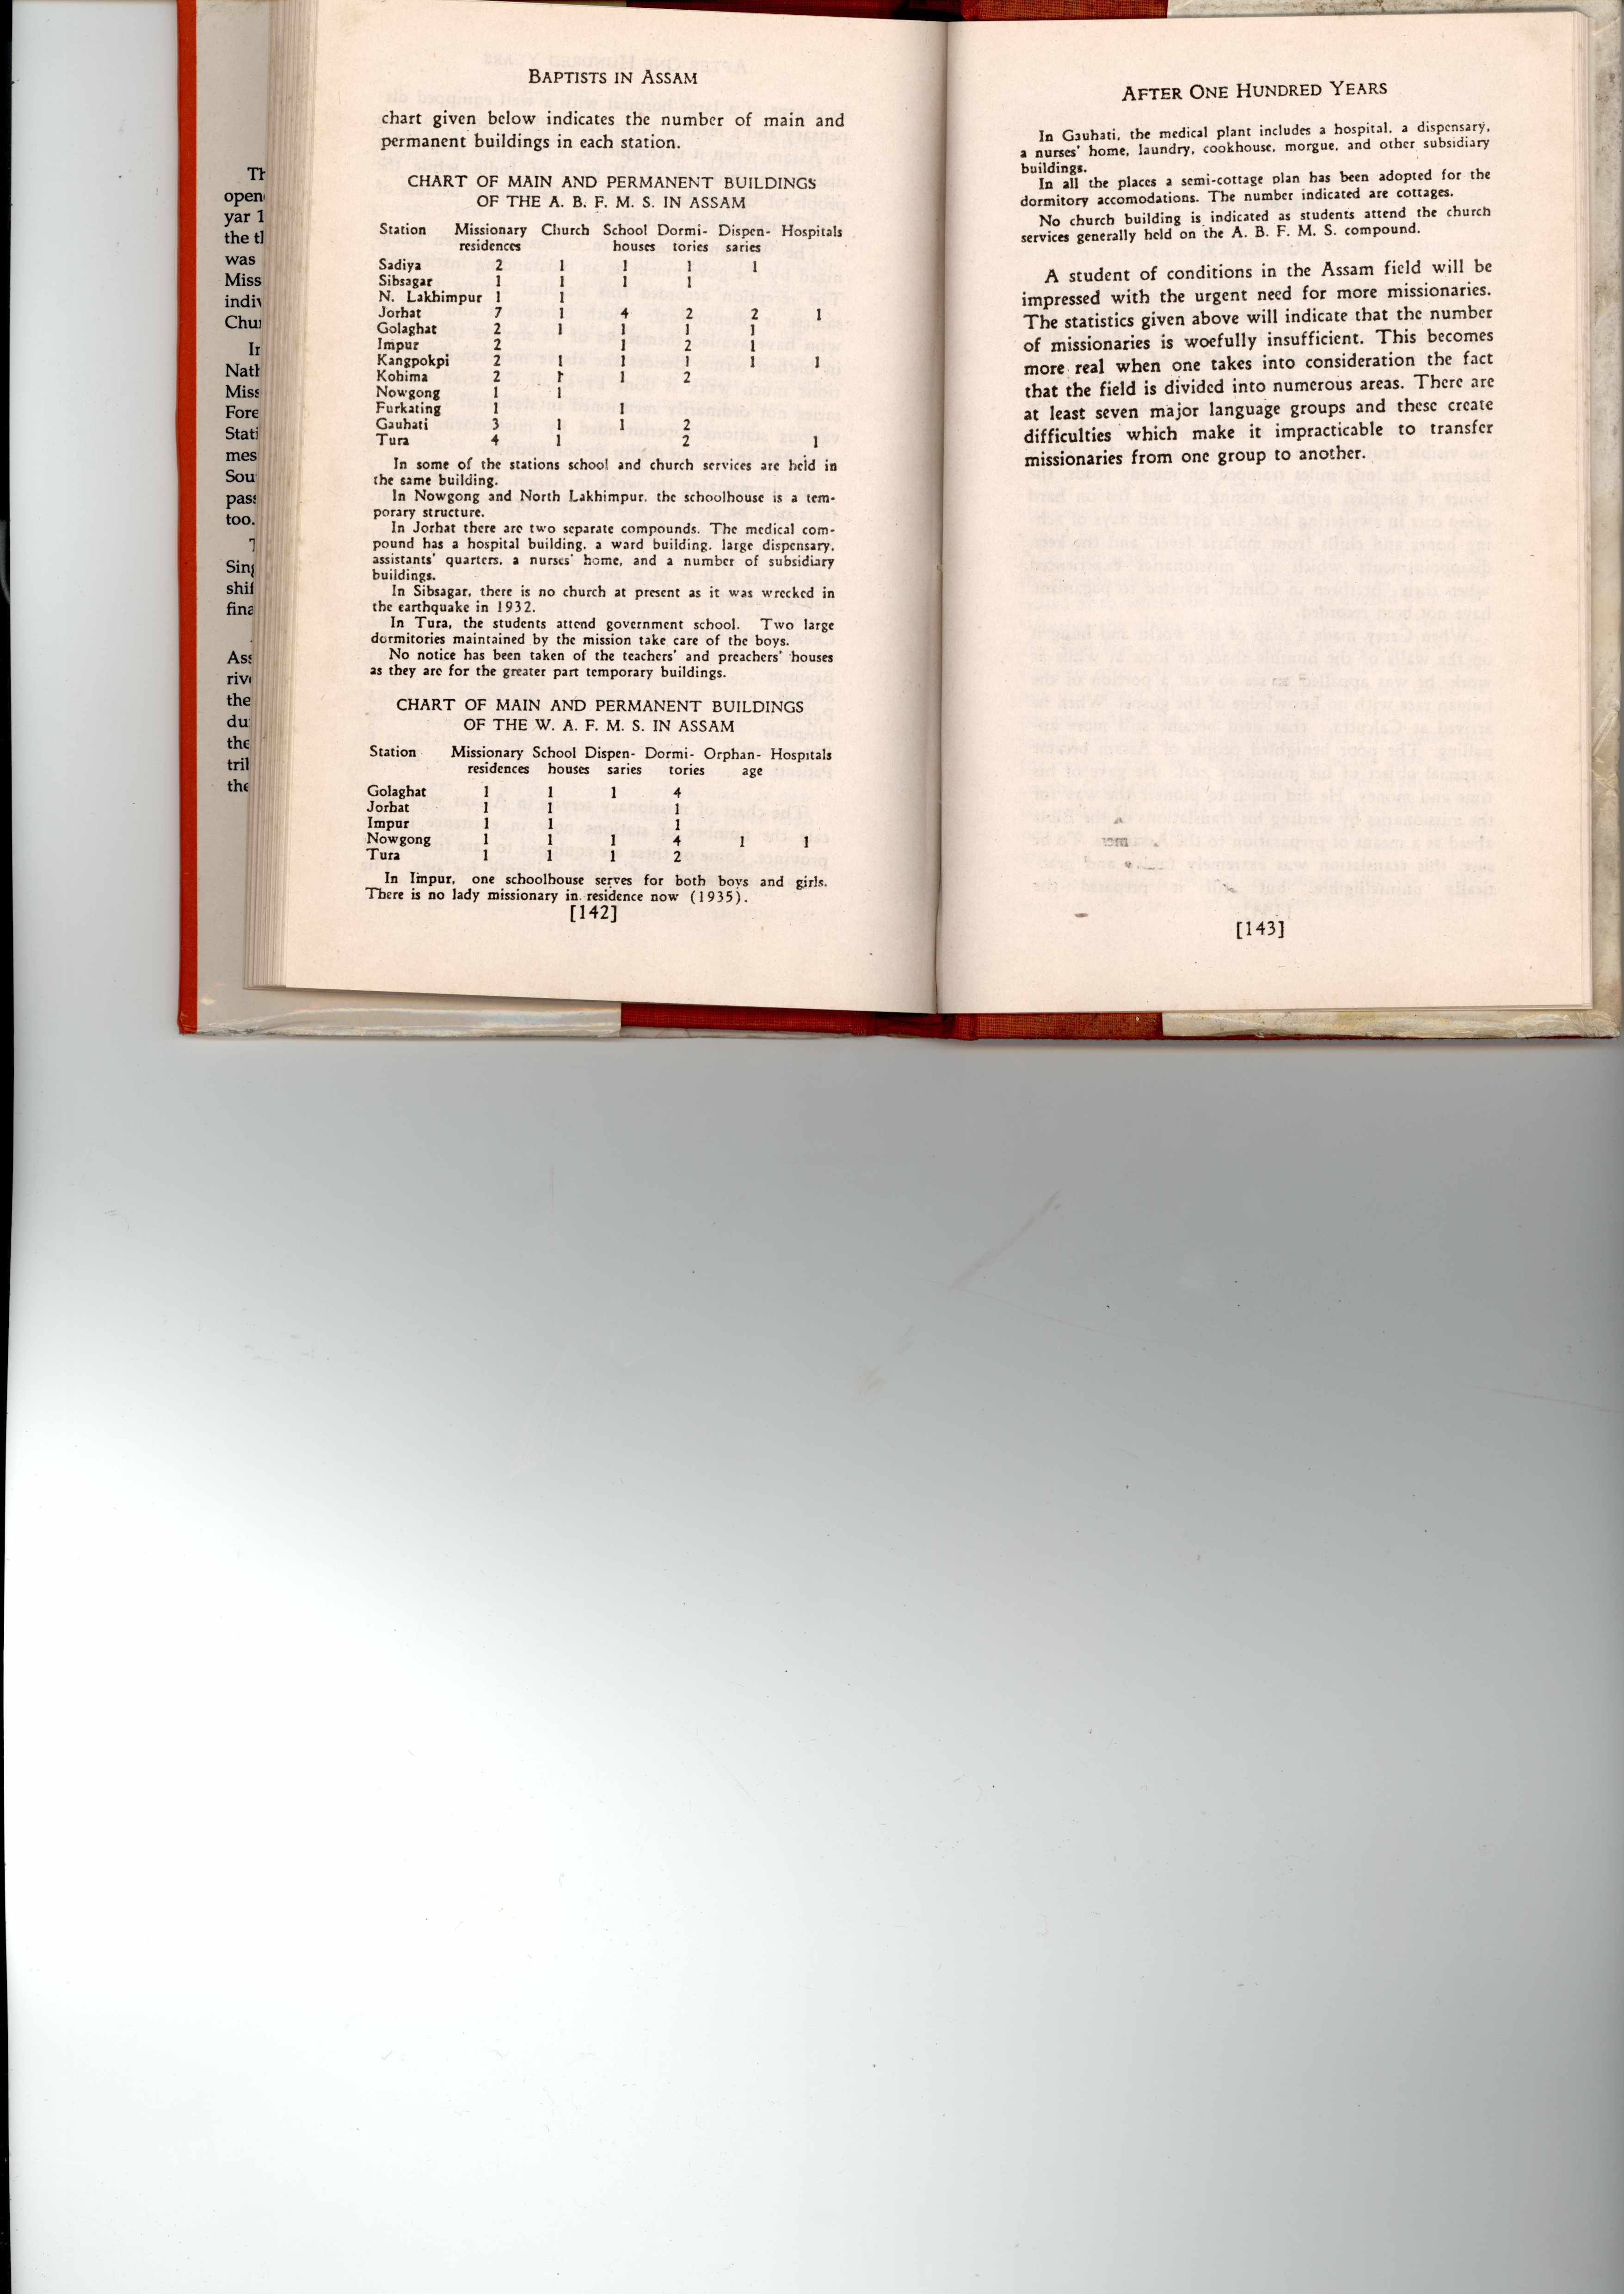 BAPTISTS IN ASSAM
chart given below indicates the number of main and
permanent buildings in each station.
CHART OF MAIN AND PERMANENT BUILDINGS
OF THE A. B. F. M. S. IN ASSAM
Station Missionary Church School Dormi- Dispen- Hospitals
residences houses tories saries
Sadiya 2 1 1 1 1
Sibsagar 1 1 1 1
N. Lakhimpur 1 1
Jorhat 7 1 4 2 2 1
Golaghat 2 1 1 1 1
Impur 2 1 2 1
Kangpokpi 2 1 1 1 1 1
Kohima 2 1 1 2
Nowgong 1 1
Furkating 1 1
Gauhati 3 1 1 2
Tura 4 1 2 1
In some of the stations school and church services are held in
the same building.
In Nowgong and North Lakhimpur, the schoolhouse is a tem-
porary structure.
In Jorhat there are two separate compounds. The medical com-
pound has a hospital building, a ward building, large dispensary,
assistants' quarters, a nurses' home, and a number of subsidiary
buildings.
In Sibsagar, there is no church at present as it was wrecked in
the earthquake in 1932.
In Tura, the students attend government school. Two large
dormitories maintained by the mission take care of the boys.
No notice has been taken of the teachers' and preachers' houses
as they are for the greater part temporary buildings.
CHART OF MAIN AND PERMANENT BUILDINGS
OF THE W. A. F. M. S. IN ASSAM
Station Missionary School Dispen- Dormi- Orphan- Hospitals
residences houses saries tories age
Golaghat 1 1 1 4
Jorhat 1 1 1
Impur 1 1 1
Nowgong 1 1 1 4 1 1
Tura 1 1 1 2
In Impur, one schoolhouse serves for both boys and girls.
There is no lady missionary in residence now (1935).
[142]
AFTER ONE HUNDRED YEARS
In Gauhati, the medical plant includes a hospital, a dispensary,
a nurses' home, laundry, cookhouse, morgue, and other subsidiary
buildings.
In all the places a semi-cottage plan has been adopted for the
dormitory accomodations. The number indicated are cottages.
No church building is indicated as students attend the church
services generally held on the A. B. F. M. S. compound.
A student of conditions in the Assam field will be
impressed with the urgent need for more missionaries.
The statistics given above will indicate that the number
of missionaries is woefully insufficient. This becomes
more real when one takes into consideration the fact
that the field is divided into numerous areas. There are
at least seven major language groups and these create
difficulties which make it impracticable to transfer
missionaries from one group to another.
[143]